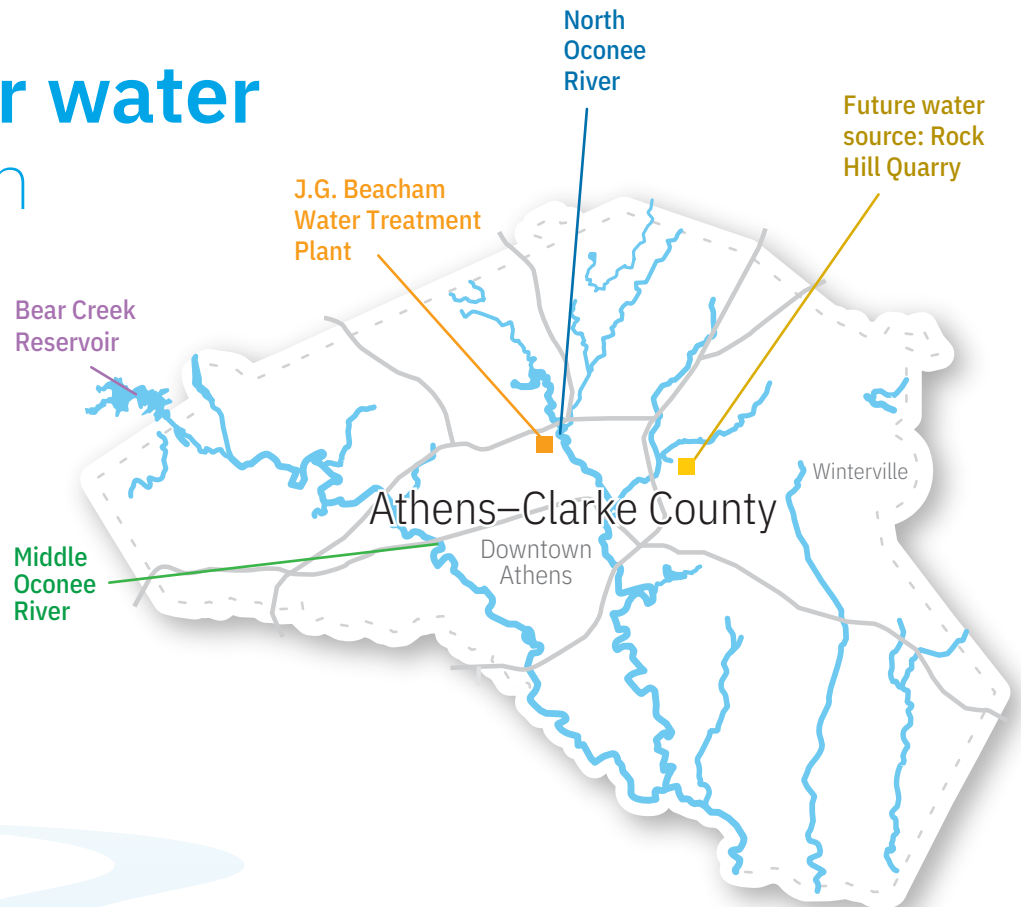 r water
n
North
Oconee
River
Future water
source: Rock
Hill Quarry
J.G. Beacham
Water Treatment
Plant
Bear Creek
Reservoir
Winterville
Athens–Clarke County
Downtown
Athens
Middle
Oconee
River